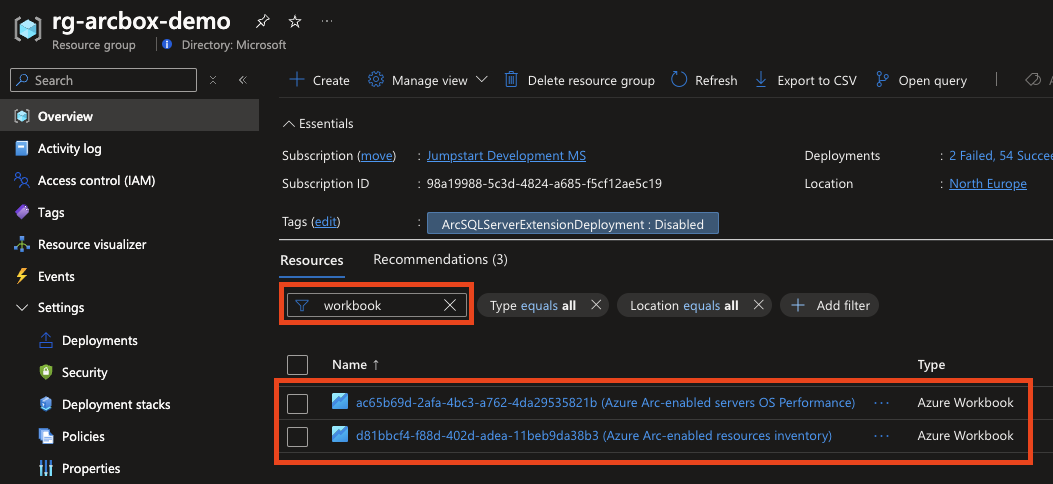 rg-arcbox-demo
Resource group
Directory: Microsoft
Search
Overview
Activity log
Access control (IAM)
Tags
Resource visualizer
Events
Settings
Deployments
Security
Deployment stacks
Policies
Properties
Create
Manage view
Delete resource group
Refresh
Export to CSV
Open query
Essentials
Subscription (move) : Jumpstart Development MS
Subscription ID : 98a19988-5c3d-4824-a685-f5cf12ae5c19
Deployments : 2 Failed, 54 Succee
Location : North Europe
Tags (edit) : ArcSQLServerExtensionDeployment : Disabled
Resources Recommendations (3)
workbook
Type equals all
Location equals all
Add filter
Name ↑ Type
ac65b69d-2afa-4bc3-a762-4da29535821b (Azure Arc-enabled servers OS Performance) ··· Azure Workbook
d81bbcf4-f88d-402d-adea-11beb9da38b3 (Azure Arc-enabled resources inventory) ··· Azure Workbook